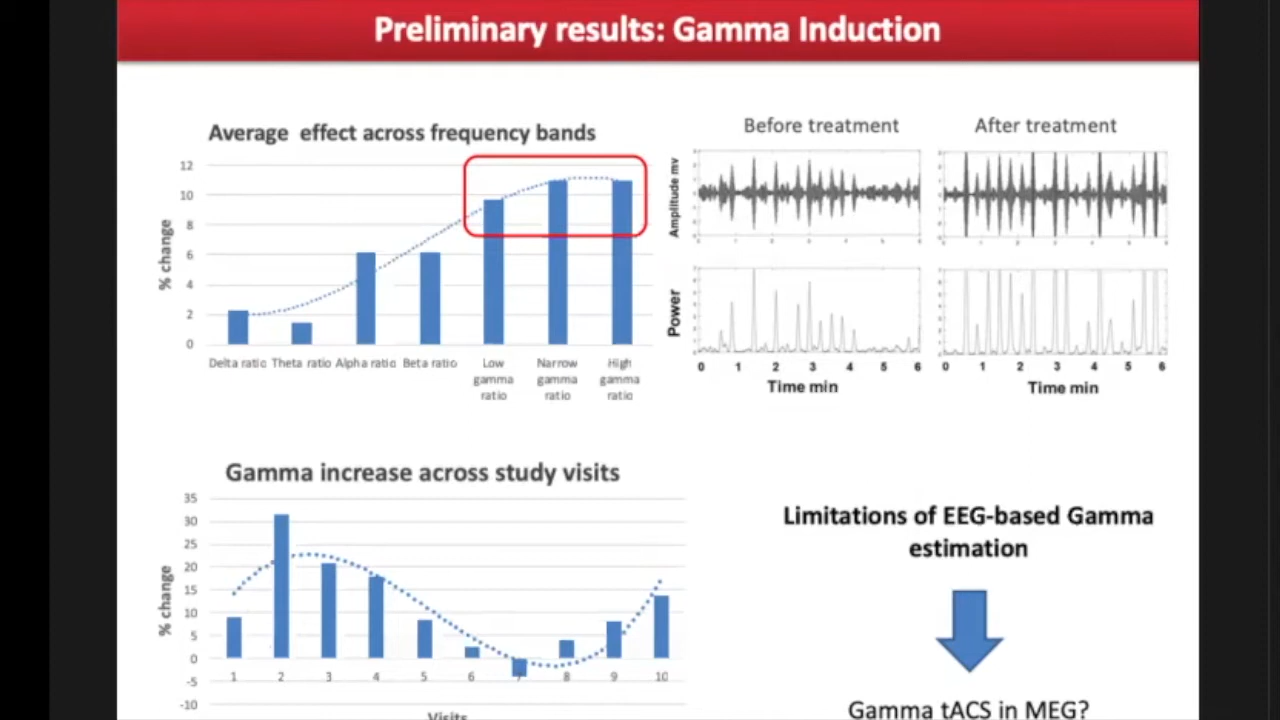 Preliminary results: Gamma Induction
Average effect across frequency bands
12
10
8
6
4
2
0
% change
Delta ratio Theta ratio Alpha ratio Beta ratio Low gamma ratio Narrow gamma ratio High gamma ratio
Before treatment
After treatment
Amplitude mv
Power
0 1 2 3 4 5 6
Time min
0 1 2 3 4 5 6
Time min
Gamma increase across study visits
35
30
25
20
15
10
5
0
-5
-10
% change
1 2 3 4 5 6 7 8 9 10
Visits
Limitations of EEG-based Gamma
estimation
Gamma tACS in MEG?